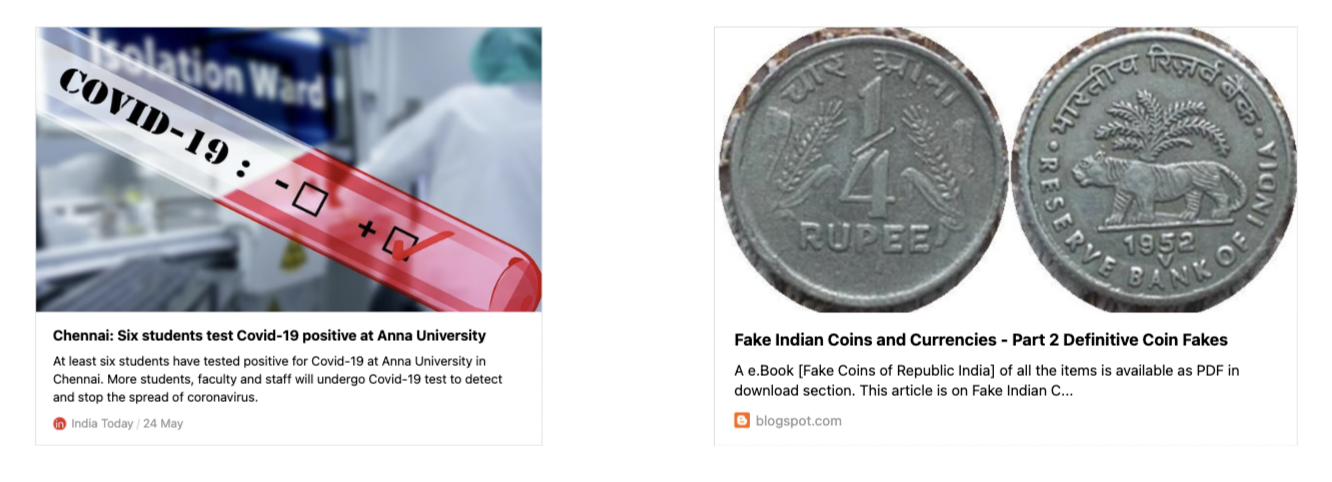 Isolation Ward
COVID-19 :
-
+
Chennai: Six students test Covid-19 positive at Anna University
At least six students have tested positive for Covid-19 at Anna University in
Chennai. More students, faculty and staff will undergo Covid-19 test to detect
and stop the spread of coronavirus.
in India Today / 24 May
चार आना
1/4
RUPEE
भारतीय रिज़र्व बैंक
RESERVE BANK OF INDIA
1952
Fake Indian Coins and Currencies - Part 2 Definitive Coin Fakes
A e.Book [Fake Coins of Republic India] of all the items is available as PDF in
download section. This article is on Fake Indian C...
blogspot.com